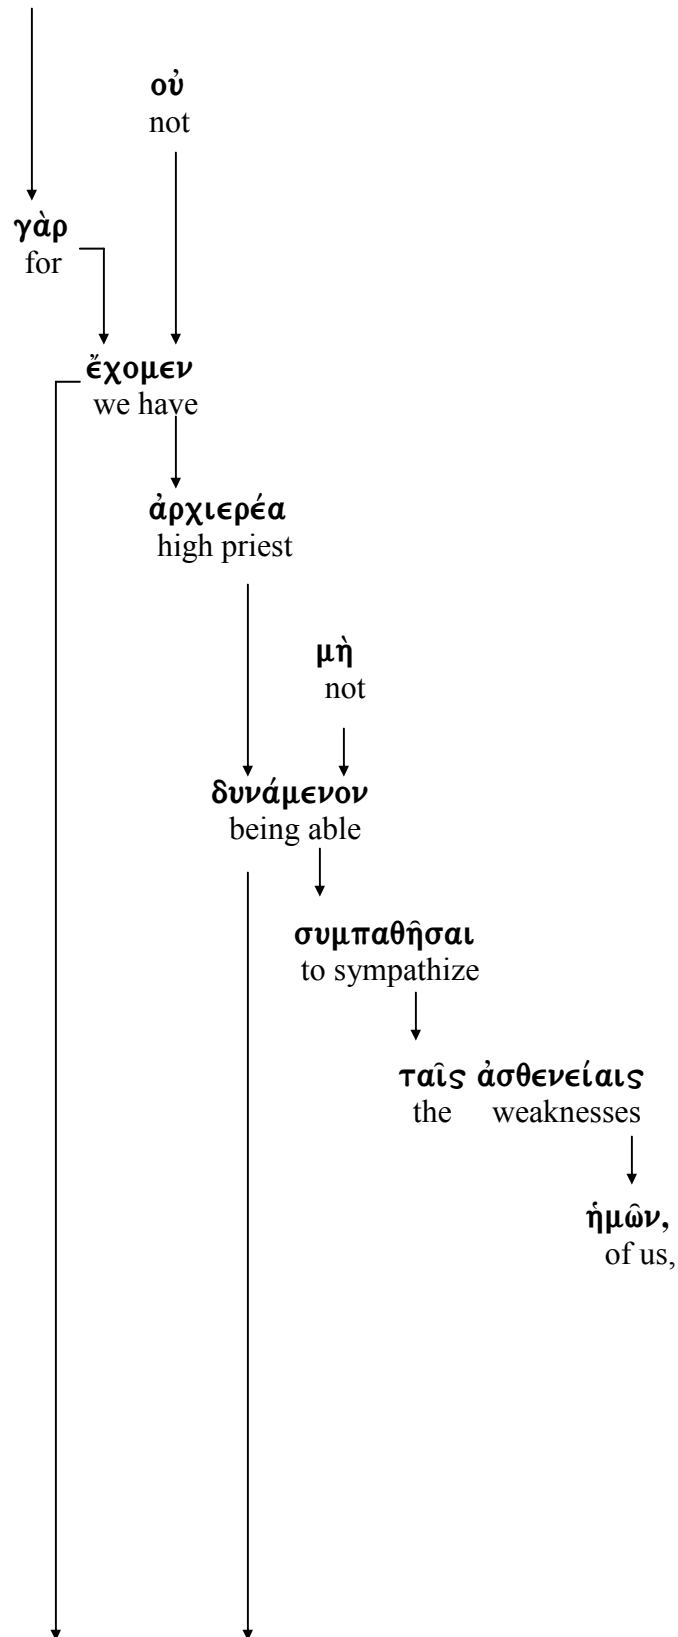 οὐ
not
γὰρ
for
ἔχομεν
we have
ἀρχιερέα
high priest
μὴ
not
δυνάμενον
being able
συμπαθῆσαι
to sympathize
ταῖς ἀσθενείαις
the weaknesses
ἡμῶν,
of us,